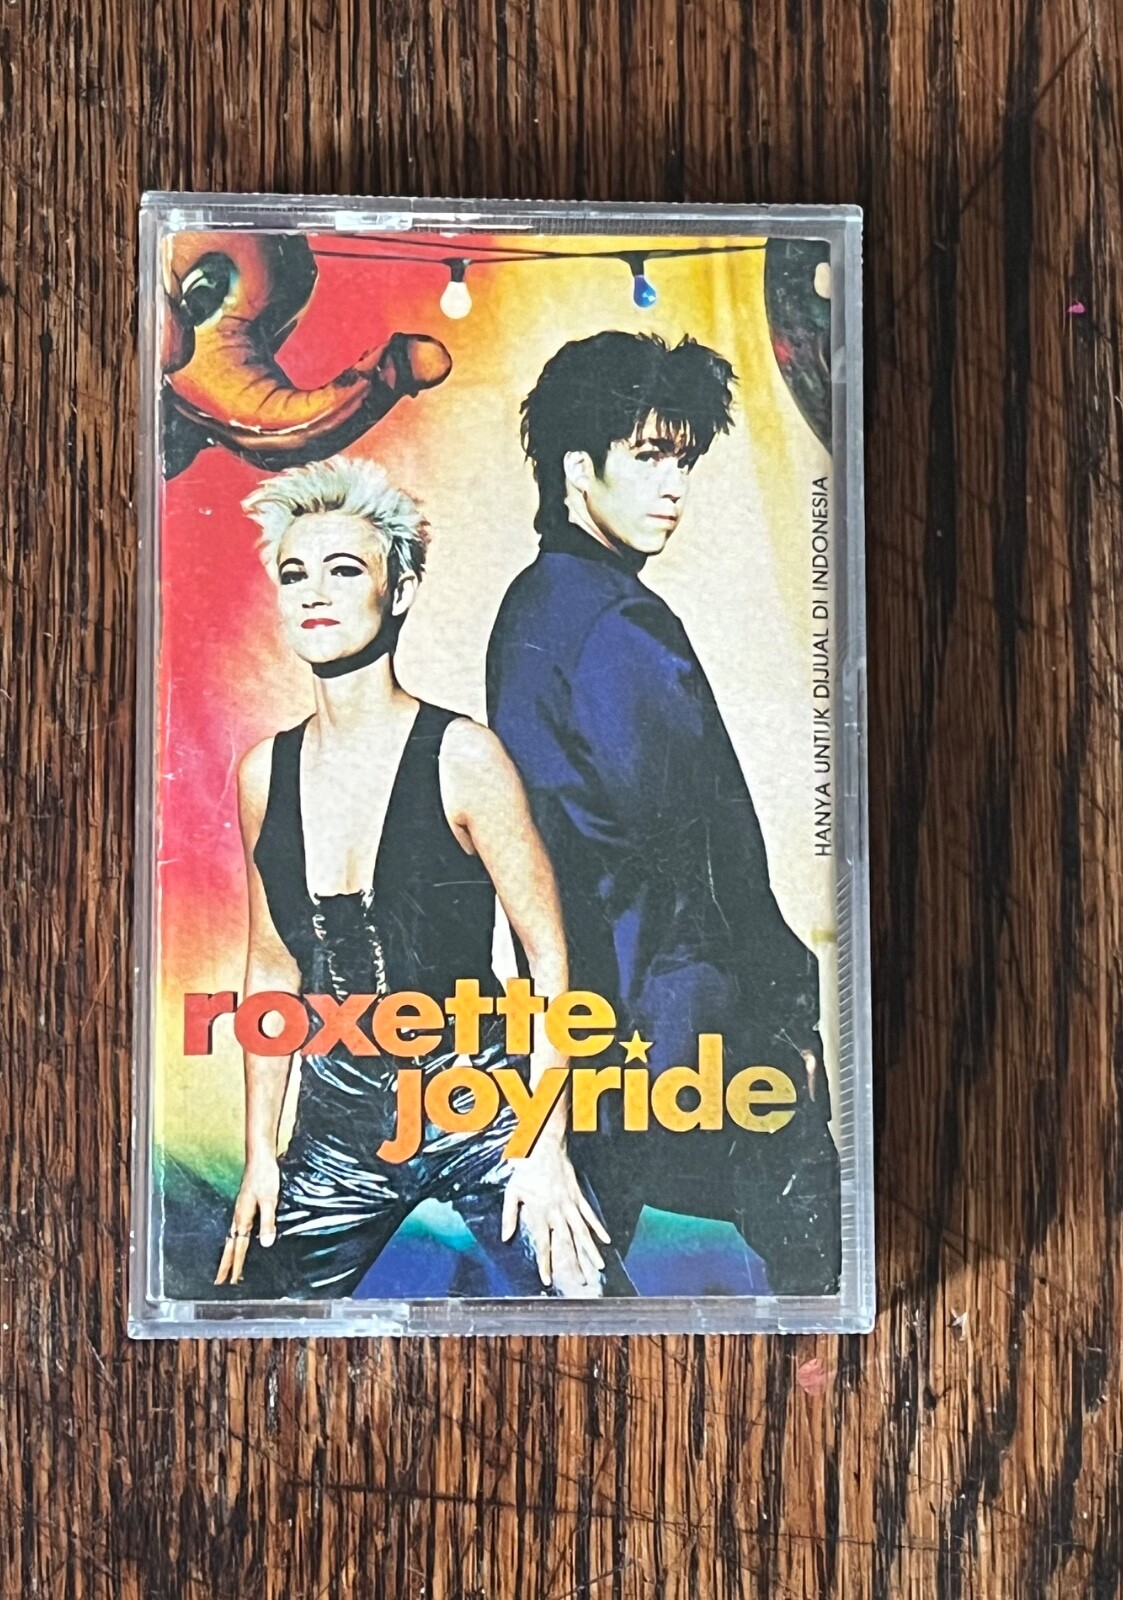 roxette
joyride
HANYA UNTUK DIJUAL DI INDONESIA